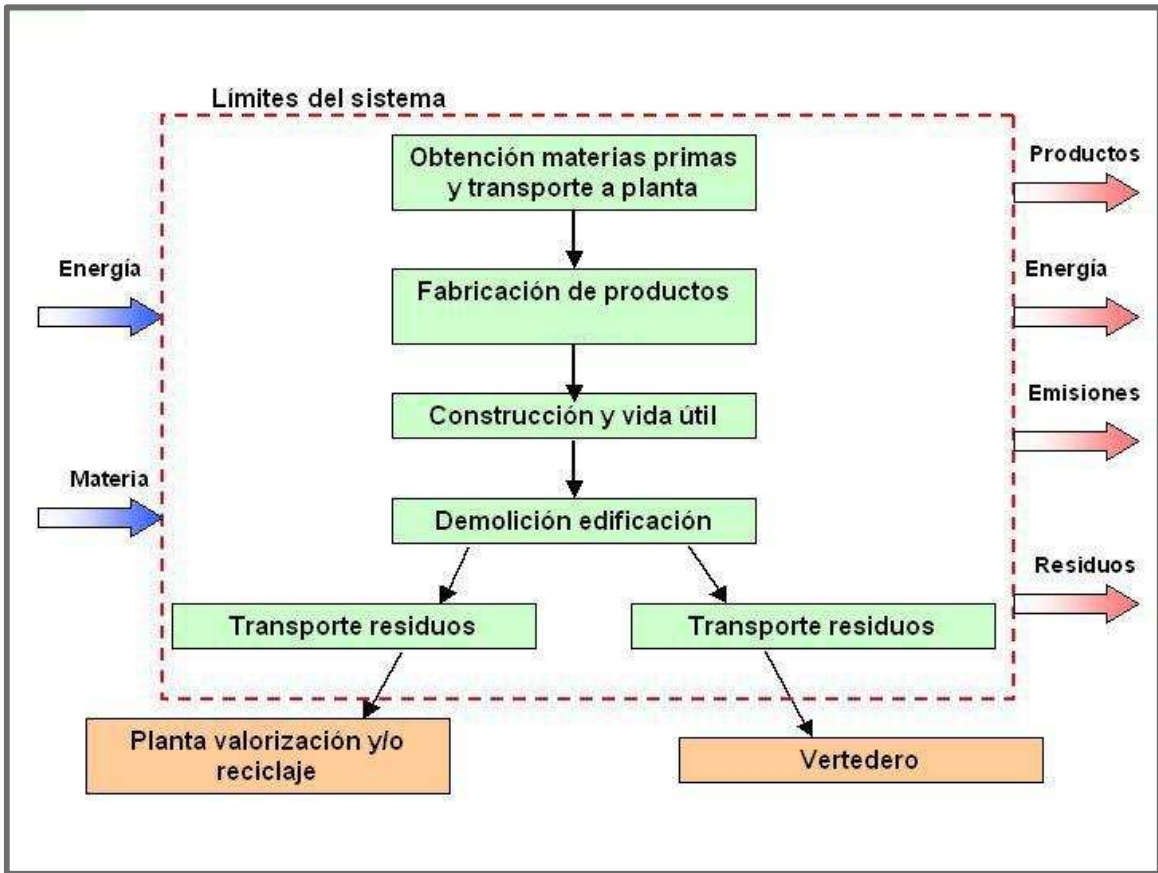 Límites del sistema
Obtención materias primas
y transporte a planta
Productos
Energía
Fabricación de productos
Energía
Construcción y vida útil
Emisiones
Materia
Demolición edificación
Residuos
Transporte residuos
Transporte residuos
Planta valorización y/o
reciclaje
Vertedero